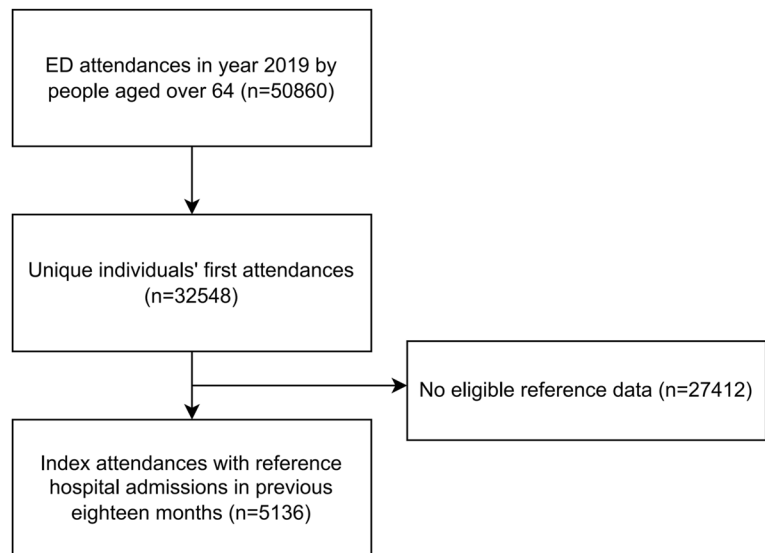 ED attendances in year 2019 by
people aged over 64 (n=50860)
Unique individuals' first attendances
(n=32548)
No eligible reference data (n=27412)
Index attendances with reference
hospital admissions in previous
eighteen months (n=5136)